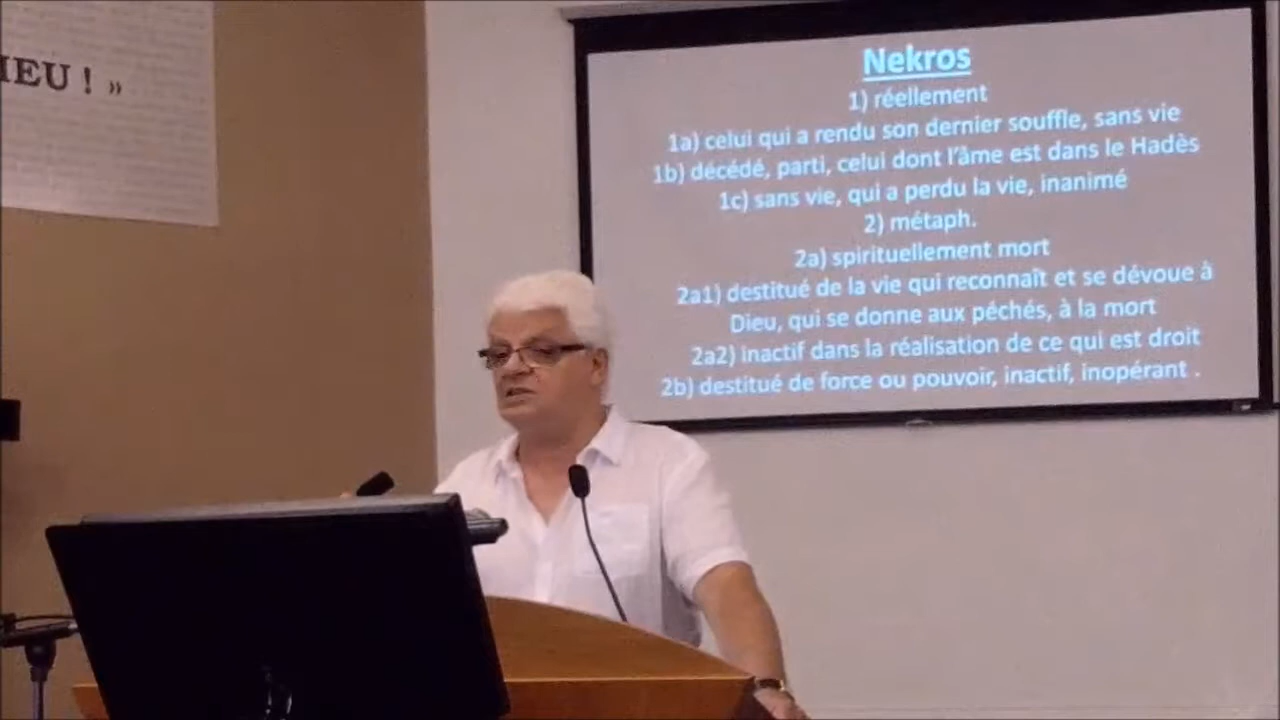 IEU ! »
Nekros
1) réellement
1a) celui qui a rendu son dernier souffle, sans vie
1b) décédé, parti, celui dont l'âme est dans le Hadès
1c) sans vie, qui a perdu la vie, inanimé
2) métaph.
2a) spirituellement mort
2a1) destitué de la vie qui reconnaît et se dévoue à
Dieu, qui se donne aux péchés, à la mort
2a2) inactif dans la réalisation de ce qui est droit
2b) destitué de force ou pouvoir, inactif, inopérant .